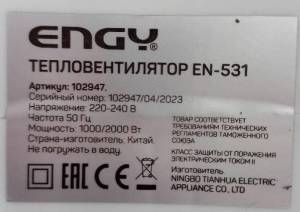 ENGY®
ТЕПЛОВЕНТИЛЯТОР EN-531
Артикул: 102947.
Серийный номер: 102947/04/2023
Напряжение: 220-240 В
Частота 50 Гц
Мощность: 1000/2000 Вт
Страна-изготовитель: Китай.
Не погружать в воду.
ТОВАР СООТВЕТСТВУЕТ
ТРЕБОВАНИЯМ ТЕХНИЧЕСКИХ
РЕГЛАМЕНТОВ ТАМОЖЕННОГО
СОЮЗА
КЛАСС ЗАЩИТЫ ОТ ПОРАЖЕНИЯ
ЭЛЕКТРИЧЕСКИМ ТОКОМ II
Изготовитель
NINGBO TIANHUA ELECTRIC
APPLIANCE CO., LTD
EAC CE